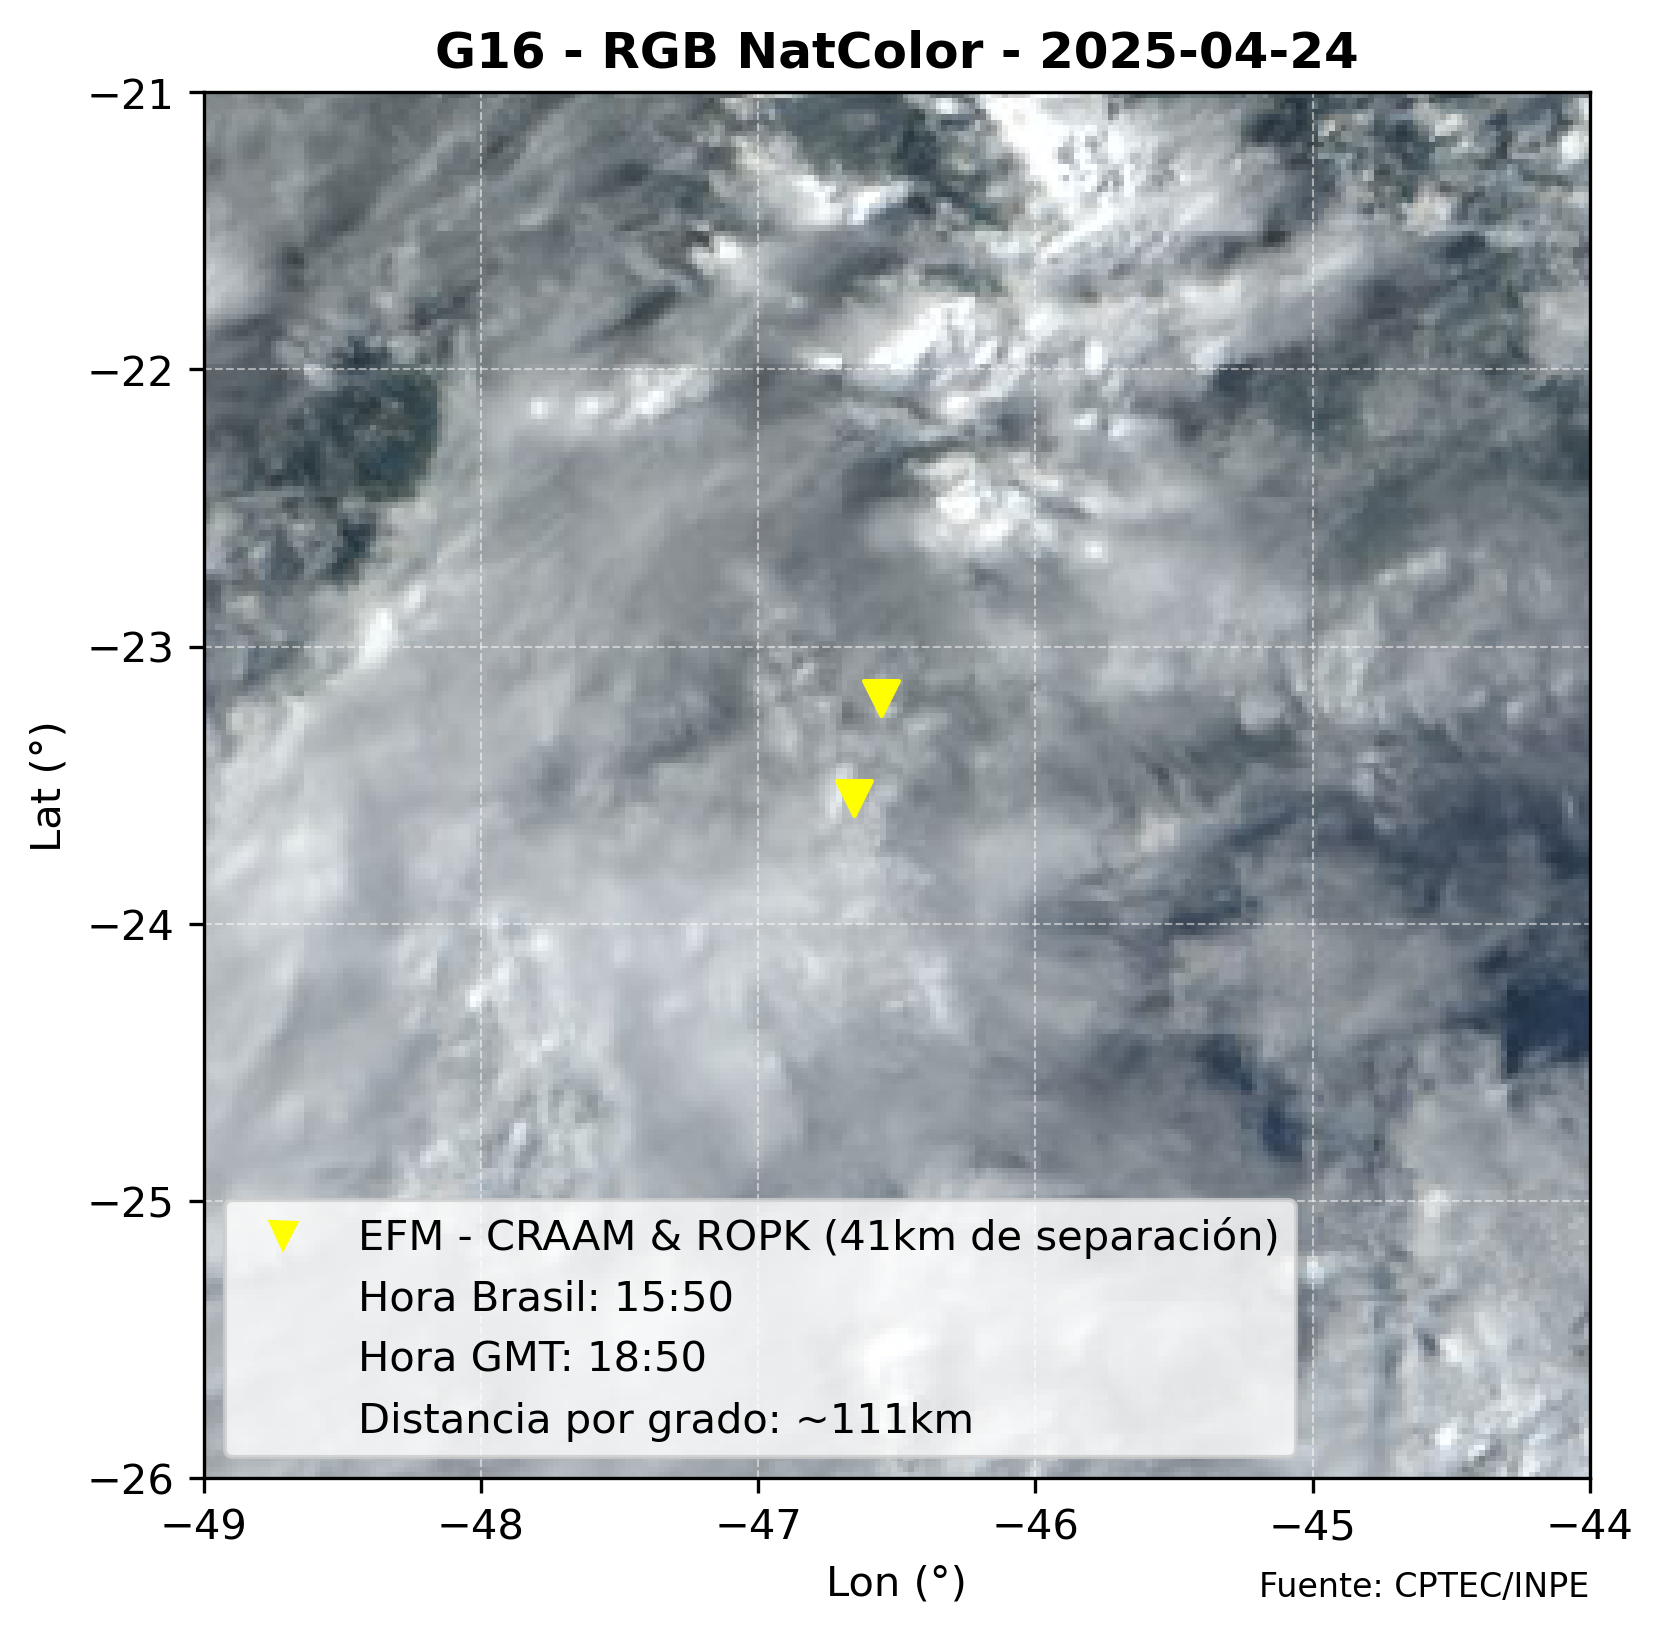 G16 - RGB NatColor - 2025-04-24
−21
−22
−23
−24
−25
−26
Lat (°)
EFM - CRAAM & ROPK (41km de separación)
Hora Brasil: 15:50
Hora GMT: 18:50
Distancia por grado: ~111km
−49
−48
−47
−46
−45
−44
Lon (°)
Fuente: CPTEC/INPE